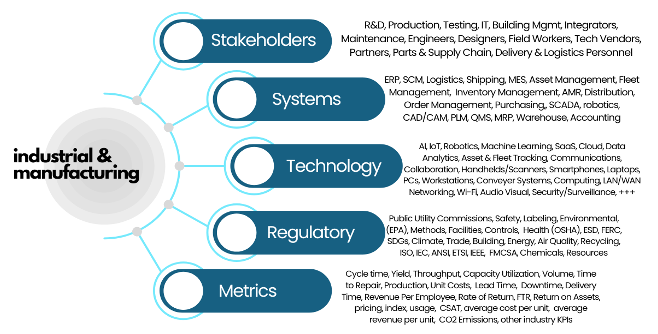 industrial &
manufacturing
Stakeholders
R&D, Production, Testing, IT, Building Mgmt, Integrators,
Maintenance, Engineers, Designers, Field Workers, Tech Vendors,
Partners, Parts & Supply Chain, Delivery & Logistics Personnel
Systems
ERP, SCM, Logistics, Shipping, MES, Asset Management, Fleet
Management, Inventory Management, AMR, Distribution,
Order Management, Purchasing,, SCADA, robotics,
CAD/CAM, PLM, QMS, MRP, Warehouse, Accounting
Technology
AI, IoT, Robotics, Machine Learning, SaaS, Cloud, Data
Analytics, Asset & Fleet Tracking, Communications,
Collaboration, Handhelds/Scanners, Smartphones, Laptops,
PCs, Workstations, Conveyor Systems, Computing, LAN/WAN
Networking, Wi-Fi, Audio Visual, Security/Surveillance, +++
Regulatory
Public Utility Commissions, Safety, Labeling, Environmental,
(EPA), Methods, Facilities, Controls, Health (OSHA), ESD, FERC,
SDGs, Climate, Trade, Building, Energy, Air Quality, Recycling,
ISO, IEC, ANSI, ETSI, IEEE, FMCSA, Chemicals, Resources
Metrics
Cycle time, Yield, Throughput, Capacity Utilization, Volume, Time
to Repair, Production, Unit Costs, Lead Time, Downtime, Delivery
Time, Revenue Per Employee, Rate of Return, FTR, Return on Assets,
pricing, index, usage, CSAT, average cost per unit, average
revenue per unit, CO2 Emissions, other industry KPIs